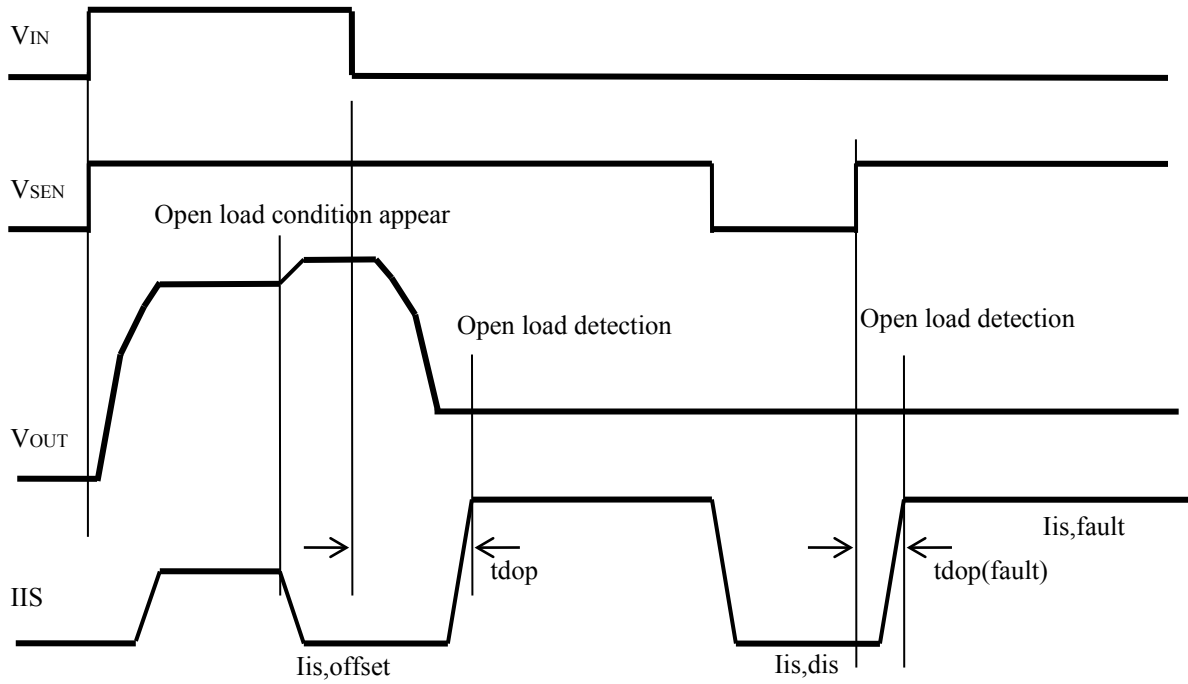 VIN
VSEN
Open load condition appear
Open load detection
Open load detection
VOUT
Iis,fault
tdop
tdop(fault)
IIS
Iis,offset
Iis,dis